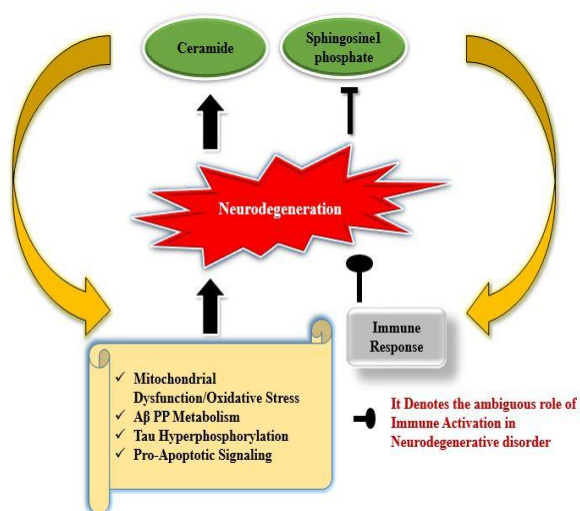 Ceramide
Sphingosine1
phosphate
Neurodegeneration
Immune
Response
✓ Mitochondrial
Dysfunction/Oxidative Stress
✓ Aβ PP Metabolism
✓ Tau Hyperphosphorylation
✓ Pro-Apoptotic Signaling
It Denotes the ambiguous role of
Immune Activation in
Neurodegenerative disorder